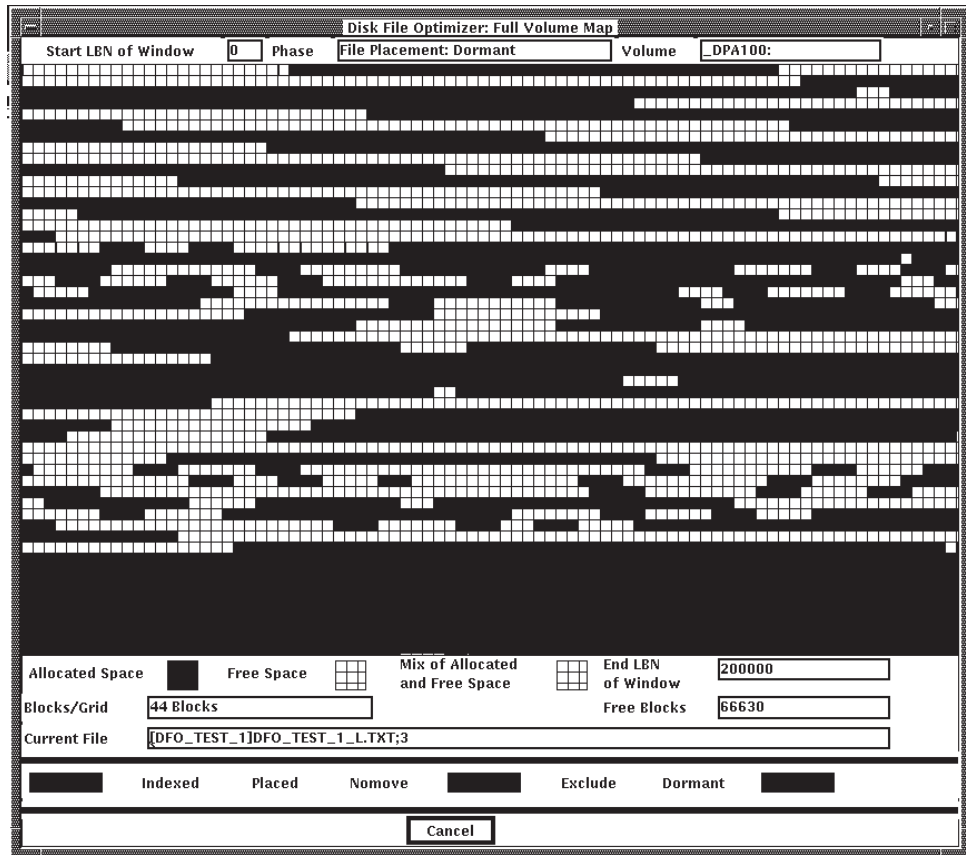 Disk File Optimizer: Full Volume Map
Start LBN of Window 0 Phase File Placement: Dormant Volume _DPA100:
Allocated Space Free Space Mix of Allocated and Free Space End LBN of Window 200000
Blocks/Grid 44 Blocks Free Blocks 66630
Current File [DFO_TEST_1]DFO_TEST_1_L.TXT;3
Indexed Placed Nomove Exclude Dormant
Cancel